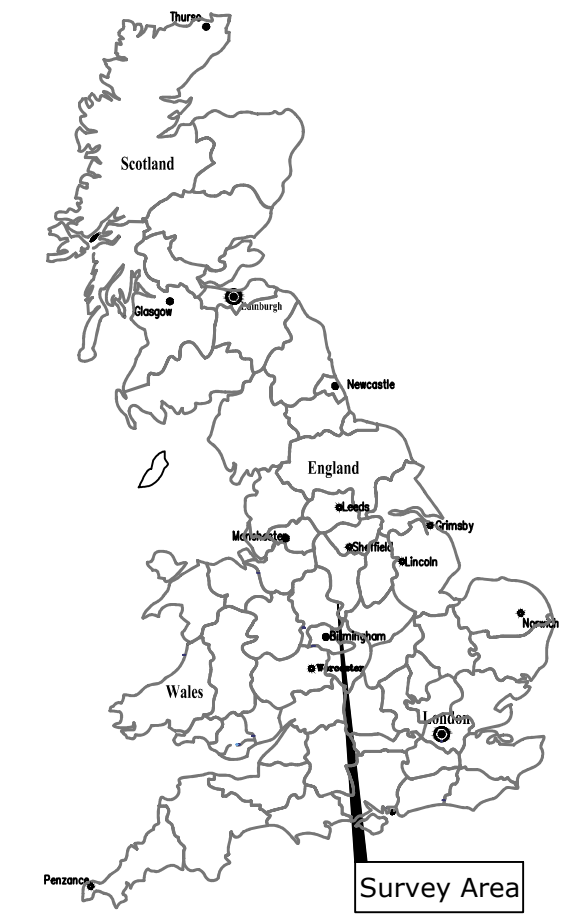 Thurso
Scotland
Edinburgh
Glasgow
Newcastle
England
Leeds
Grimsby
Manchester
Sheffield
Lincoln
Norwich
Birmingham
Worcester
Wales
London
Penzance
Survey Area